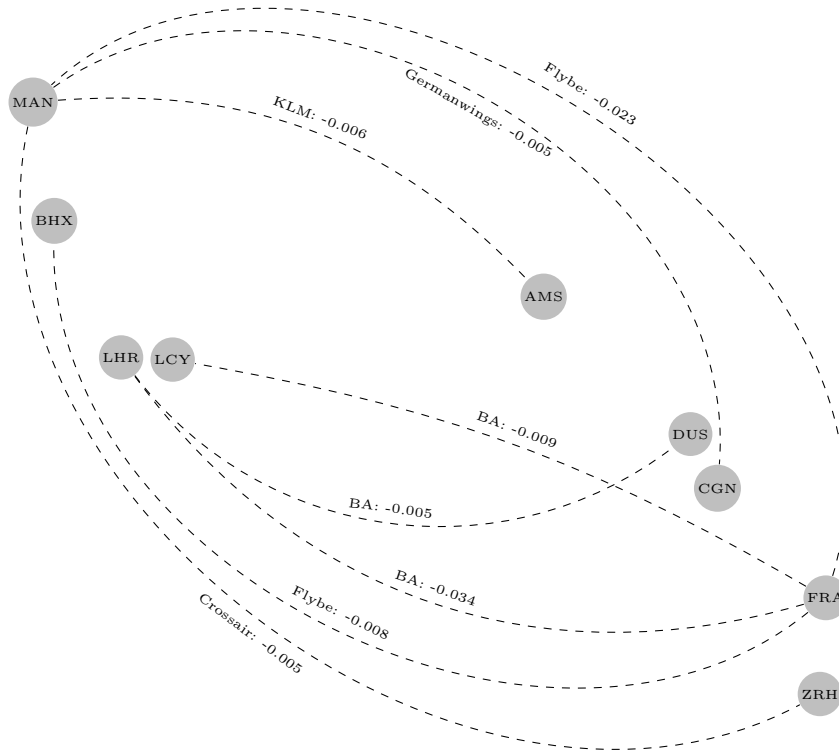 Flybe: -0.023
Germanwings: -0.005
MAN
KLM: -0.006
BHX
AMS
LHR
LCY
BA: -0.009
DUS
CGN
BA: -0.005
BA: -0.034
FRA
Flybe: -0.008
Crossair: -0.005
ZRH